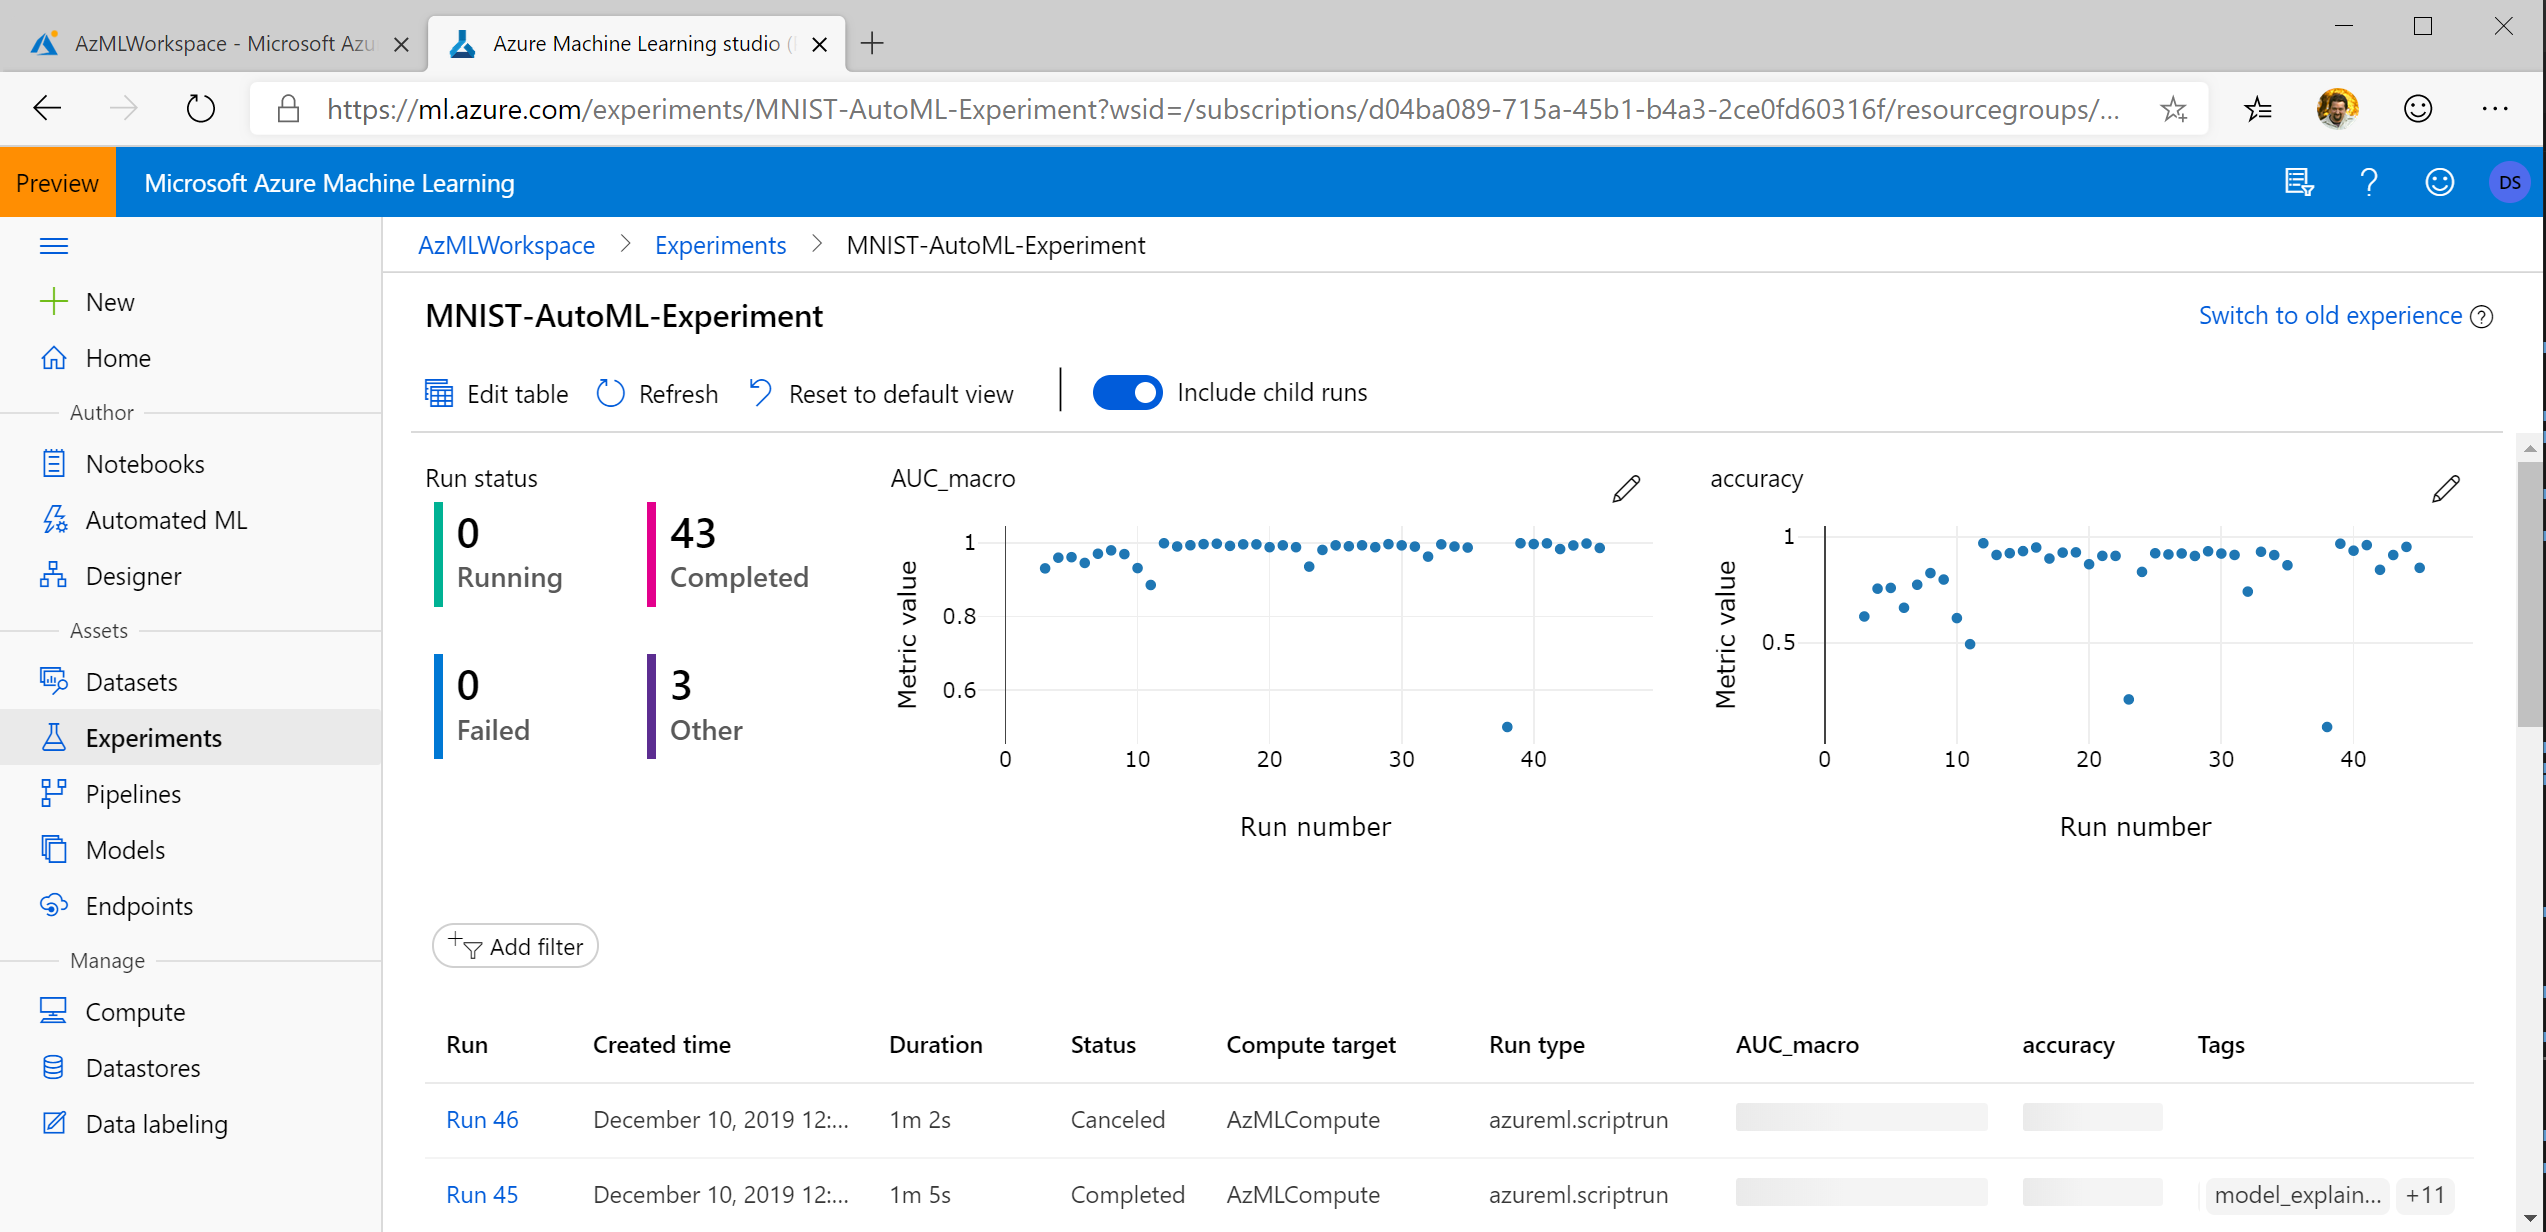 AzMLWorkspace - Microsoft Azu
Azure Machine Learning studio (
https://ml.azure.com/experiments/MNIST-AutoML-Experiment?wsid=/subscriptions/d04ba089-715a-45b1-b4a3-2ce0fd60316f/resourcegroups/...
Preview
Microsoft Azure Machine Learning
DS
New
Home
Author
Notebooks
Automated ML
Designer
Assets
Datasets
Experiments
Pipelines
Models
Endpoints
Manage
Compute
Datastores
Data labeling
AzMLWorkspace > Experiments > MNIST-AutoML-Experiment
MNIST-AutoML-Experiment
Switch to old experience ?
Edit table Refresh Reset to default view Include child runs
Run status
0
Running
43
Completed
0
Failed
3
Other
AUC_macro
Metric value
1
0.8
0.6
0 10 20 30 40
Run number
accuracy
Metric value
1
0.5
0 10 20 30 40
Run number
Add filter
Run Created time Duration Status Compute target Run type AUC_macro accuracy Tags
Run 46 December 10, 2019 12:... 1m 2s Canceled AzMLCompute azureml.scriptrun
Run 45 December 10, 2019 12:... 1m 5s Completed AzMLCompute azureml.scriptrun model_explain... +11